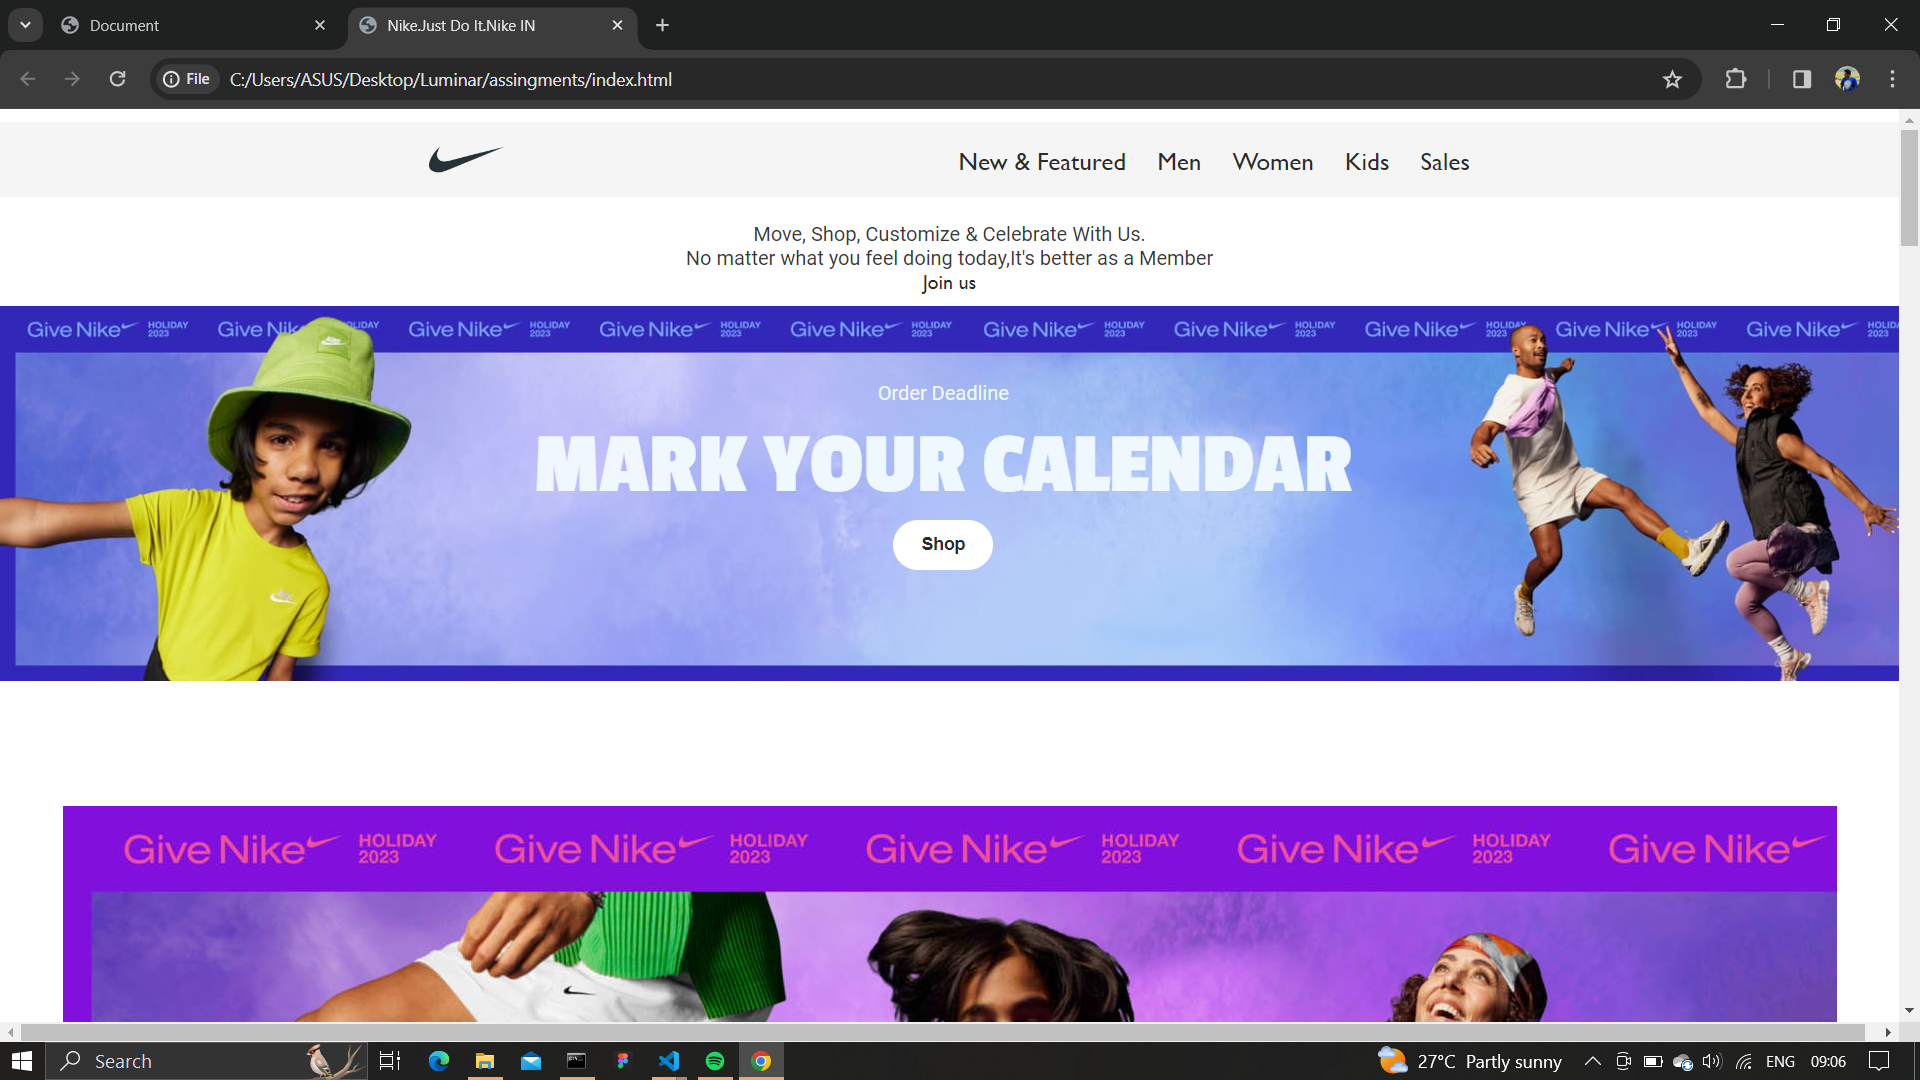 Document
Nike.Just Do It.Nike IN
File
C:/Users/ASUS/Desktop/Luminar/assingments/index.html
New & Featured Men Women Kids Sales
Move, Shop, Customize & Celebrate With Us.
No matter what you feel doing today,It's better as a Member
Join us
Give Nike HOLIDAY 2023 Give Nike HOLIDAY 2023 Give Nike HOLIDAY 2023 Give Nike HOLIDAY 2023 Give Nike HOLIDAY 2023 Give Nike HOLIDAY 2023 Give Nike HOLIDAY 2023 Give Nike HOLIDAY 2023 Give Nike HOLIDAY 2023 Give Nike HOLIDA 2023
Order Deadline
MARK YOUR CALENDAR
Shop
Give Nike HOLIDAY 2023 Give Nike HOLIDAY 2023 Give Nike HOLIDAY 2023 Give Nike HOLIDAY 2023 Give Nike
Search
27°C Partly sunny
ENG
09:06